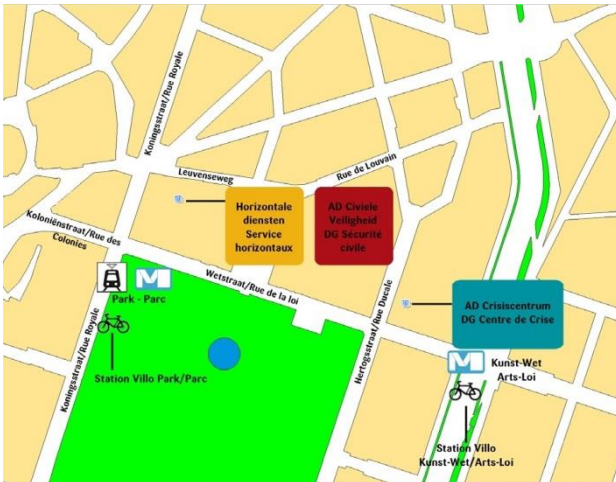 Koningsstraat/Rue Royale
Leuvenseweg
Rue de Louvain
Horizontale
diensten
Service
horizontaux
AD Civiele
Veiligheid
DG Sécurité
civile
Koloniënstraat/Rue des
Colonies
Wetstraat/Rue de la loi
M
Park - Parc
Station Villo Park/Parc
Koningsstraat/Rue Royale
Hertogsstraat/Rue Ducale
AD Crisiscentrum
DG Centre de Crise
M
Kunst-Wet
Arts-Loi
Station Villo
Kunst-Wet/Arts-Loi